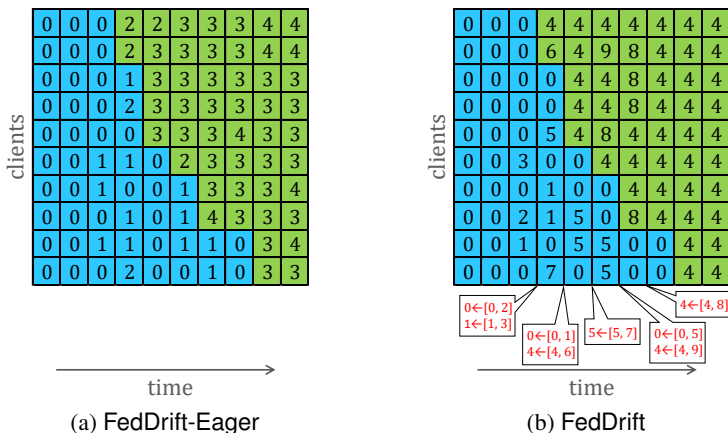 clients
0 0 0 2 2 3 3 3 4 4
0 0 0 2 3 3 3 3 4 4
0 0 0 1 3 3 3 3 3 3
0 0 0 2 3 3 3 3 3 3
0 0 0 0 3 3 3 4 3 3
0 0 1 1 0 2 3 3 3 3
0 0 1 0 0 1 3 3 3 4
0 0 0 1 0 1 4 3 3 3
0 0 1 1 0 1 1 0 3 4
0 0 0 2 0 0 1 0 3 3
time
(a) FedDrift-Eager
clients
0 0 0 4 4 4 4 4 4 4
0 0 0 6 4 9 8 4 4 4
0 0 0 0 4 4 8 4 4 4
0 0 0 0 4 4 8 4 4 4
0 0 0 5 4 8 4 4 4 4
0 0 3 0 0 4 4 4 4 4
0 0 0 1 0 0 4 4 4 4
0 0 2 1 5 0 8 4 4 4
0 0 1 0 5 5 0 0 4 4
0 0 0 7 0 5 0 0 4 4
0←[0, 2]
1←[1, 3]
0←[0, 1]
4←[4, 6]
5←[5, 7]
0←[0, 5]
4←[4, 9]
4←[4, 8]
time
(b) FedDrift